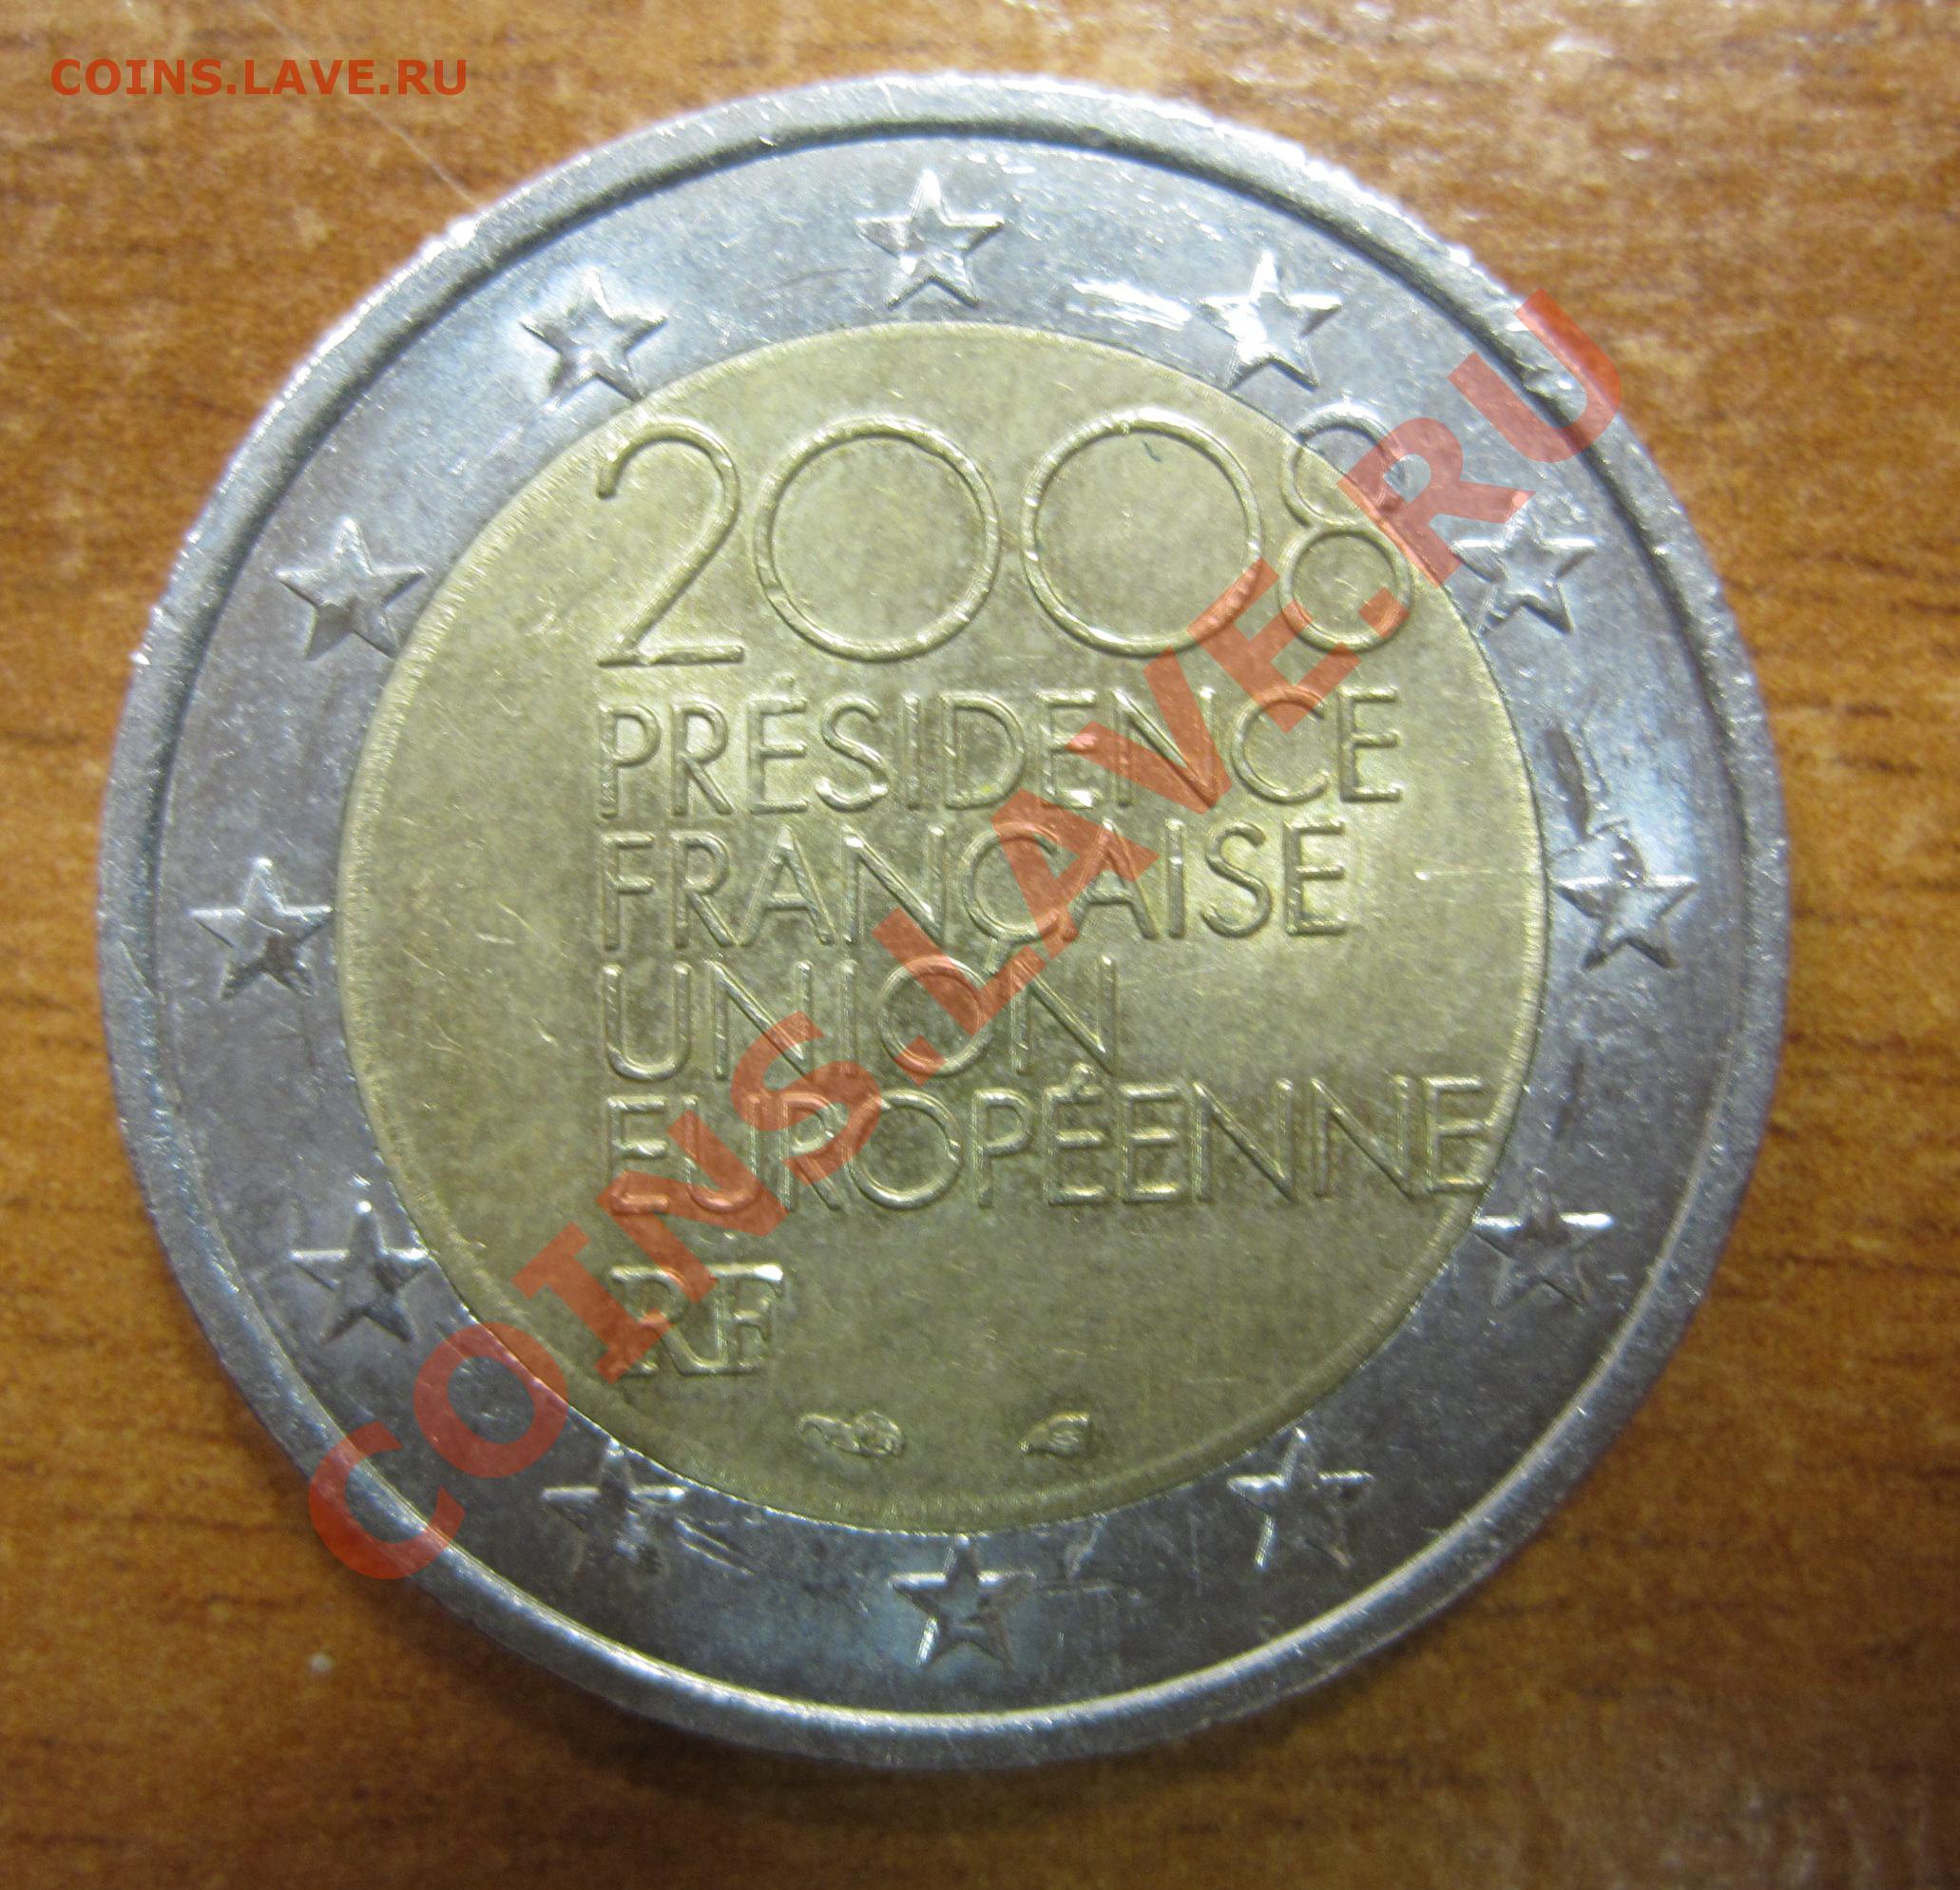 COINS.LAVE.RU
2008
PRÉSIDENCE
FRANÇAISE
UNION
EUROPÉENNE
RF
COINS.LAVE.RU